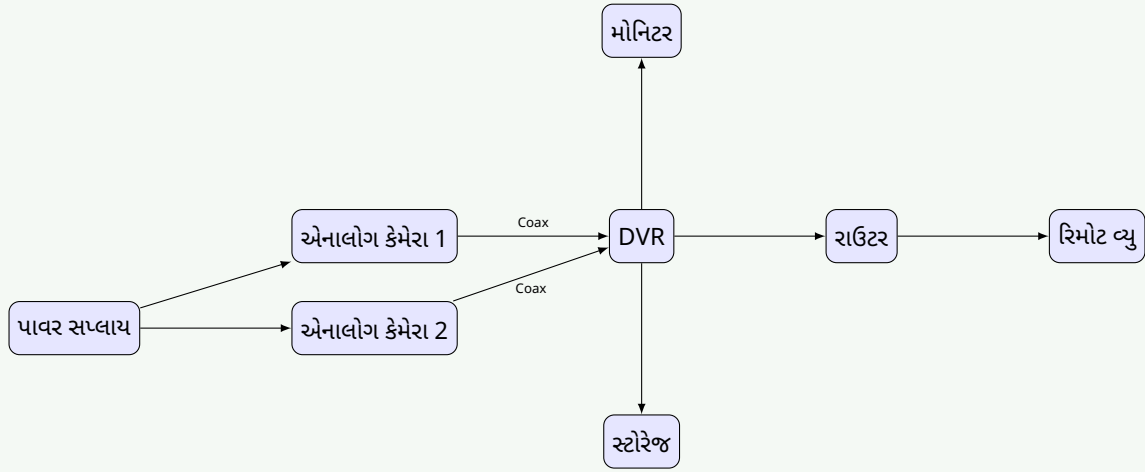 મોનિટર
એનાલોગ કેમેરા 1
Coax
DVR
રાઉટર
રિમોટ વ્યુ
Coax
પાવર સપ્લાય
એનાલોગ કેમેરા 2
સ્ટોરેજ